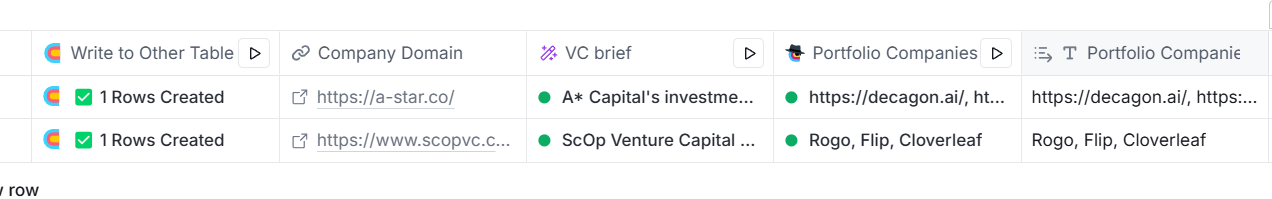 Write to Other Table Company Domain VC brief Portfolio Companies Portfolio Companie
1 Rows Created https://a-star.co/ A* Capital's investme... https://decagon.ai/, ht... https://decagon.ai/, https:...
1 Rows Created https://www.scopvc.c... ScOp Venture Capital ... Rogo, Flip, Cloverleaf Rogo, Flip, Cloverleaf
row